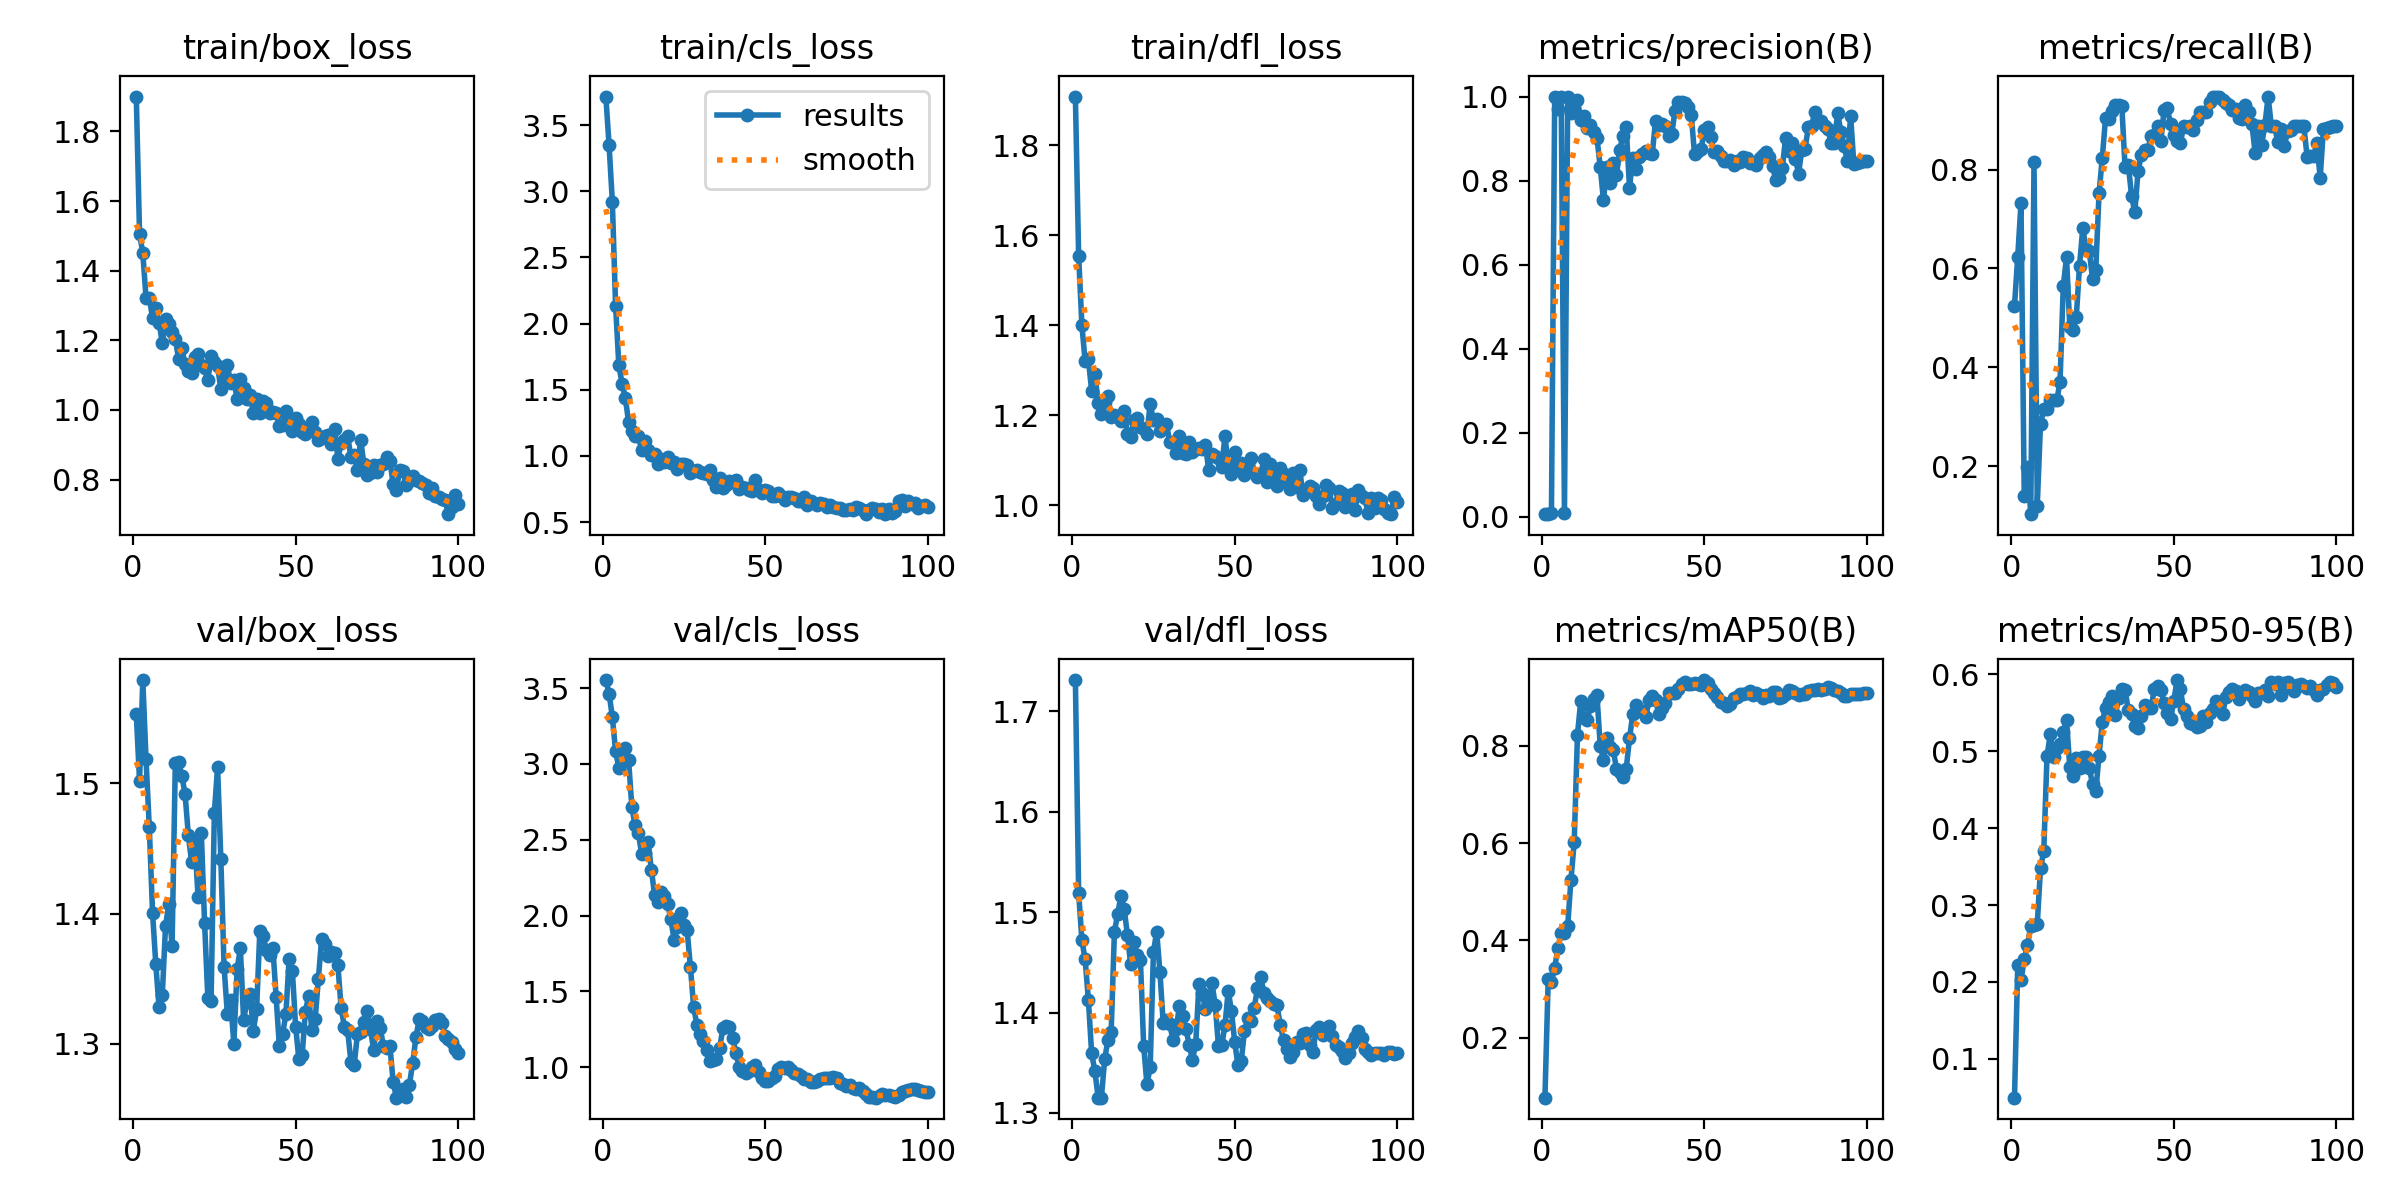 train/box_loss
1.8
1.6
1.4
1.2
1.0
0.8
0 50 100
train/cls_loss
results
smooth
3.5
3.0
2.5
2.0
1.5
1.0
0.5
0 50 100
train/dfl_loss
1.8
1.6
1.4
1.2
1.0
0 50 100
metrics/precision(B)
1.0
0.8
0.6
0.4
0.2
0.0
0 50 100
metrics/recall(B)
0.8
0.6
0.4
0.2
0 50 100
val/box_loss
1.5
1.4
1.3
0 50 100
val/cls_loss
3.5
3.0
2.5
2.0
1.5
1.0
0 50 100
val/dfl_loss
1.7
1.6
1.5
1.4
1.3
0 50 100
metrics/mAP50(B)
0.8
0.6
0.4
0.2
0 50 100
metrics/mAP50-95(B)
0.6
0.5
0.4
0.3
0.2
0.1
0 50 100